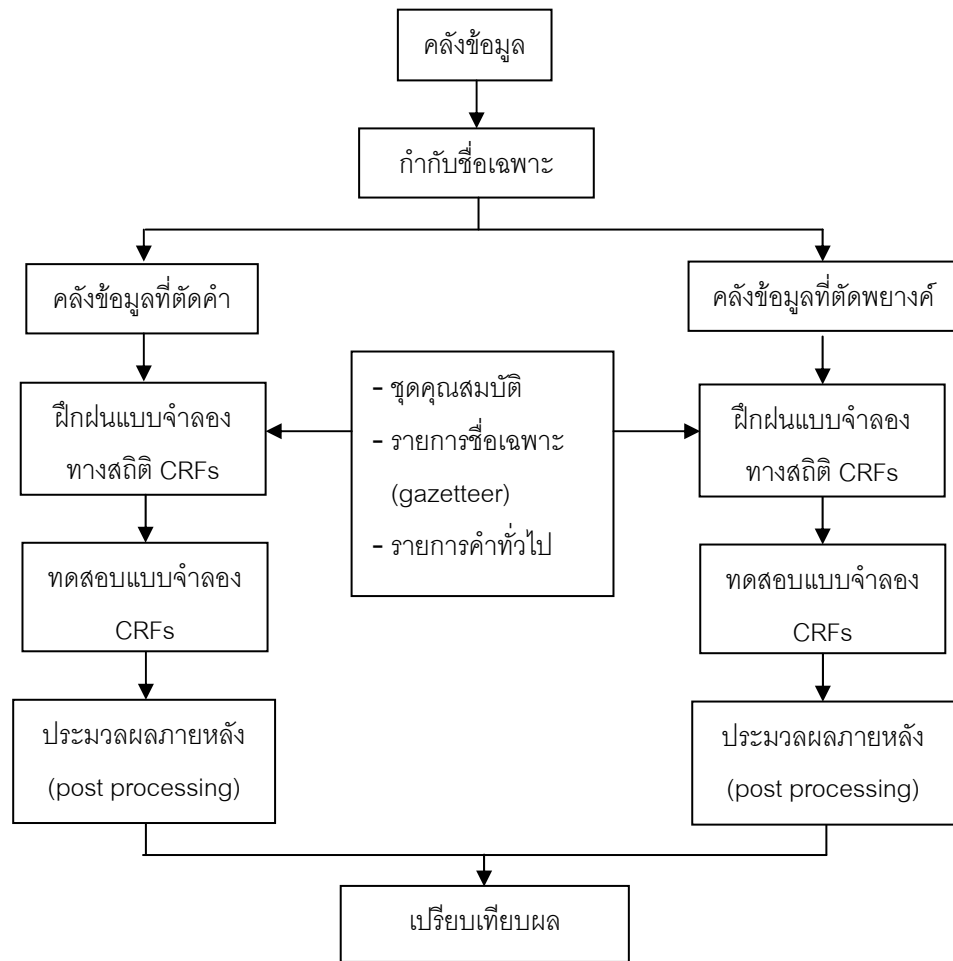 คลังข้อมูล
กำกับชื่อเฉพาะ
คลังข้อมูลที่ตัดคำ
คลังข้อมูลที่ตัดพยางค์
- ชุดคุณสมบัติ
- รายการชื่อเฉพาะ
(gazetteer)
- รายการคำทั่วไป
ฝึกฝนแบบจำลอง
ทางสถิติ CRFs
ฝึกฝนแบบจำลอง
ทางสถิติ CRFs
ทดสอบแบบจำลอง
CRFs
ทดสอบแบบจำลอง
CRFs
ประมวลผลภายหลัง
(post processing)
ประมวลผลภายหลัง
(post processing)
เปรียบเทียบผล